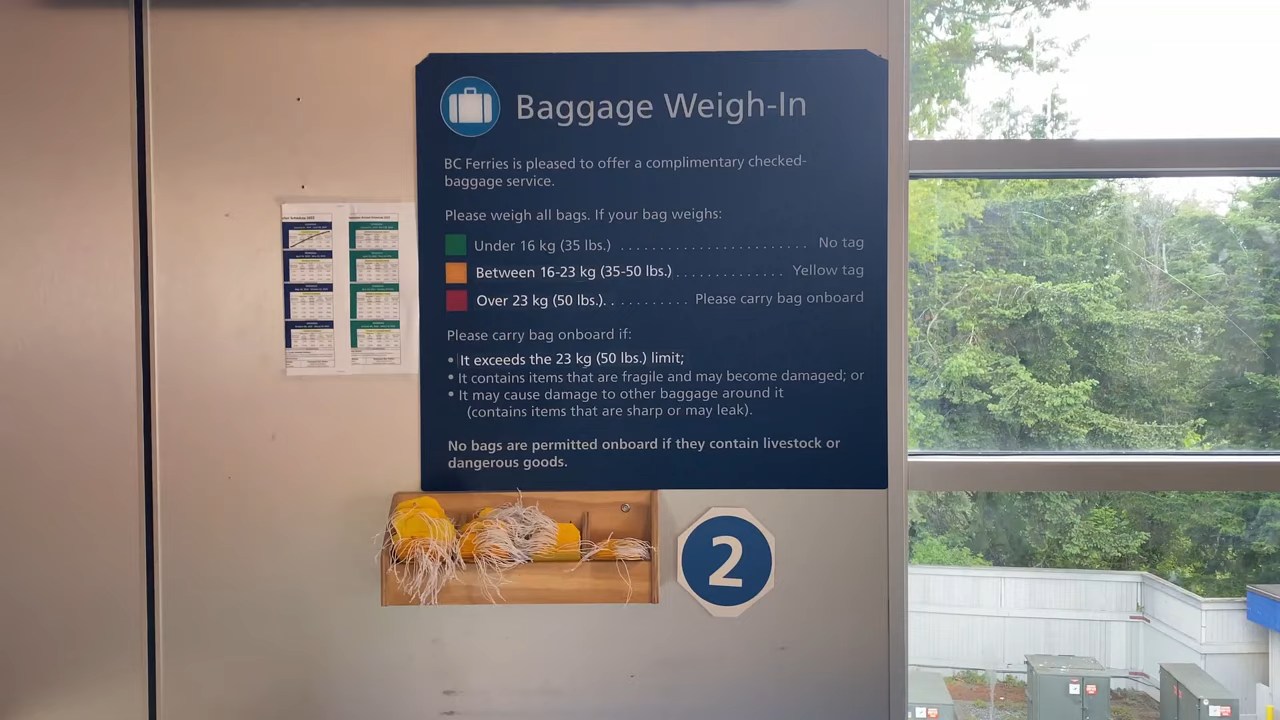 Baggage Weigh-In
BC Ferries is pleased to offer a complimentary checked-
baggage service.
Please weigh all bags. If your bag weighs:
Under 16 kg (35 lbs.) ........................ No tag
Between 16-23 kg (35-50 lbs.) ............. Yellow tag
Over 23 kg (50 lbs.). . ......... Please carry bag onboard
Please carry bag onboard if:
• It exceeds the 23 kg (50 lbs.) limit;
• It contains items that are fragile and may become damaged; or
• It may cause damage to other baggage around it
(contains items that are sharp or may leak).
No bags are permitted onboard if they contain livestock or
dangerous goods.
2